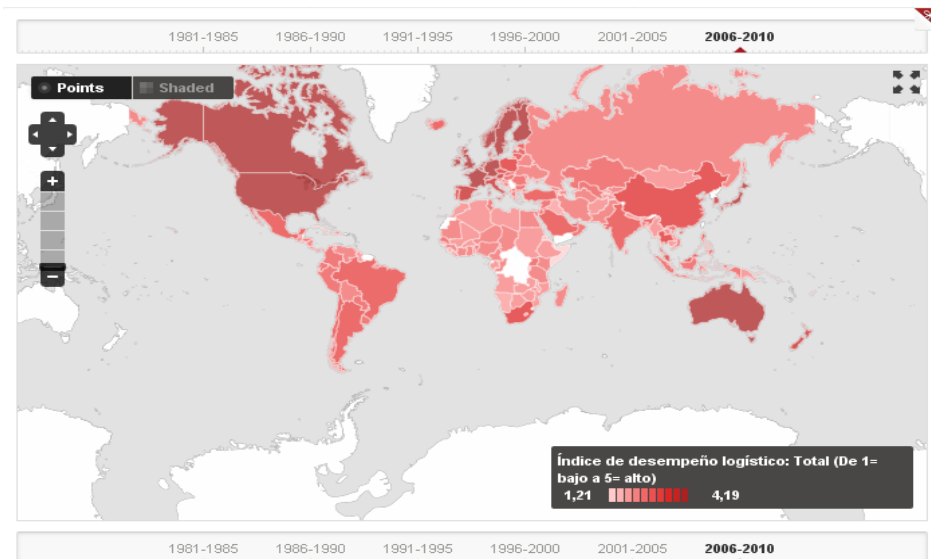 1981-1985 1986-1990 1991-1995 1996-2000 2001-2005 2006-2010
Points Shaded
Índice de desempeño logístico: Total (De 1=
bajo a 5= alto)
1,21 4,19
1981-1985 1986-1990 1991-1995 1996-2000 2001-2005 2006-2010